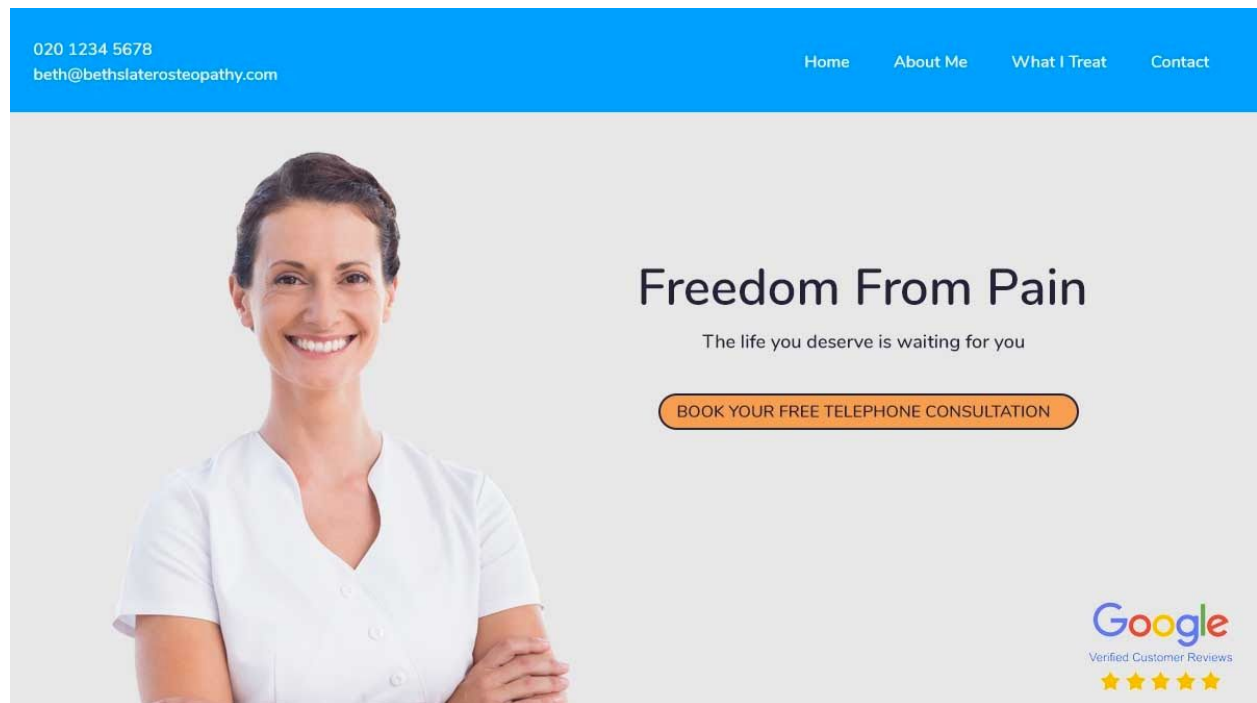 020 1234 5678
beth@bethslaterosteopathy.com
Home About Me What I Treat Contact
Freedom From Pain
The life you deserve is waiting for you
BOOK YOUR FREE TELEPHONE CONSULTATION
Google
Verified Customer Reviews